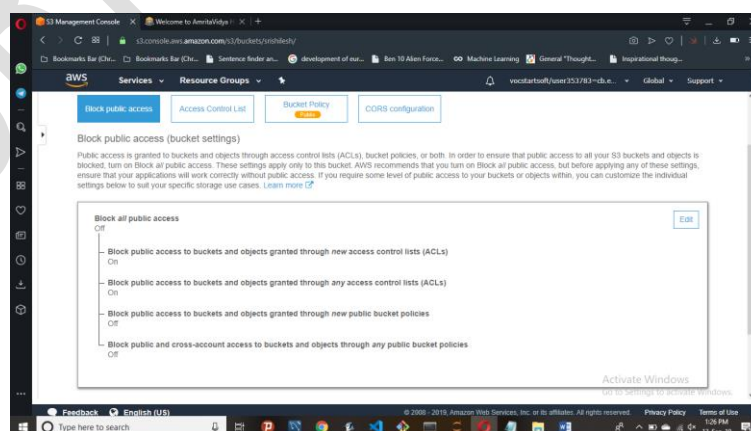 S3 Management Console
Welcome to AmritaVidya H
s3.console.aws.amazon.com/s3/buckets/srishilesh/
Bookmarks Bar (Chr...
Bookmarks Bar (Chr...
Sentence finder an...
development of eur...
Ben 10 Alien Force...
Machine Learning
General "Thought...
Inspirational thoug...
aws
Services
Resource Groups
vocstartsoft/user353783=cb.e...
Global
Support
Block public access
Access Control List
Bucket Policy
Public
CORS configuration
Block public access (bucket settings)
Public access is granted to buckets and objects through access control lists (ACLs), bucket policies, or both. In order to ensure that public access to all your S3 buckets and objects is
blocked, turn on Block all public access. These settings apply only to this bucket. AWS recommends that you turn on Block all public access, but before applying any of these settings,
ensure that your applications will work correctly without public access. If you require some level of public access to your buckets or objects within, you can customize the individual
settings below to suit your specific storage use cases. Learn more
Block all public access
Off
Edit
Block public access to buckets and objects granted through new access control lists (ACLs)
On
Block public access to buckets and objects granted through any access control lists (ACLs)
On
Block public access to buckets and objects granted through new public bucket policies
Off
Block public and cross-account access to buckets and objects through any public bucket policies
Off
Activate Windows
Go to Settings to activate Windows.
Feedback
English (US)
© 2008 - 2019, Amazon Web Services, Inc. or its affiliates. All rights reserved.
Privacy Policy
Terms of Use
Type here to search
1:26 PM